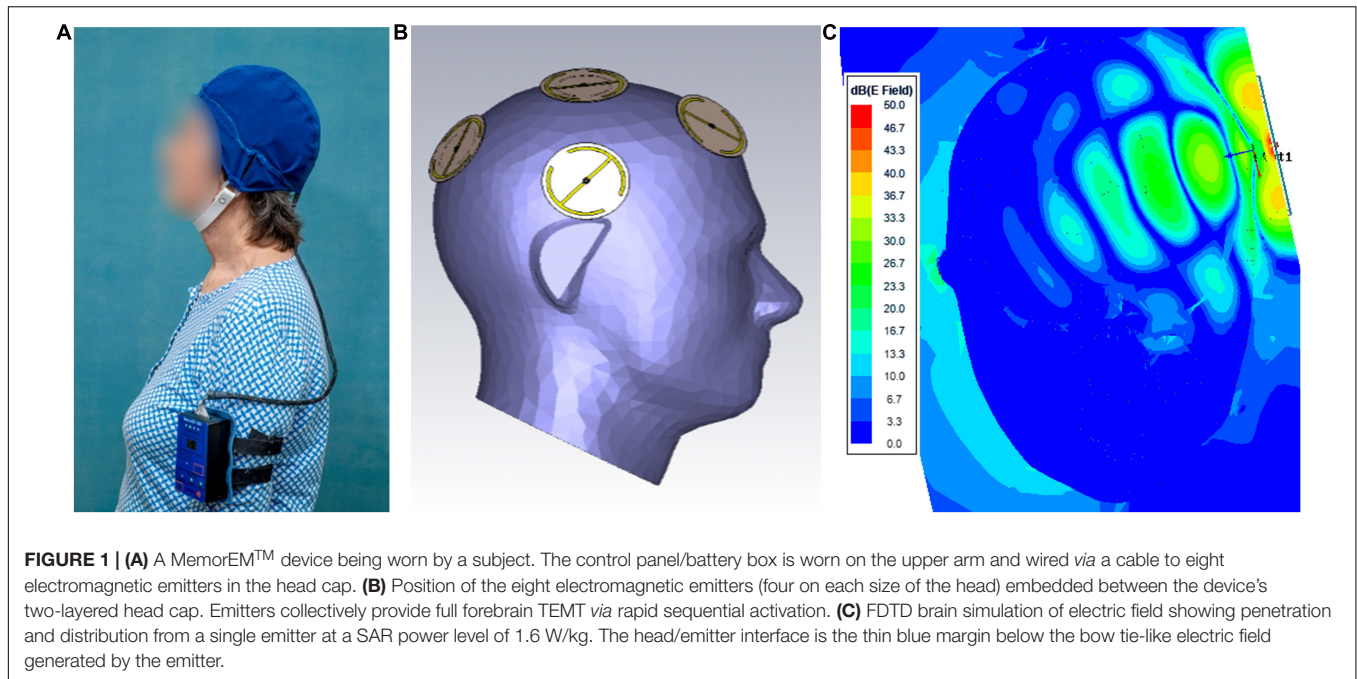 A
B
C
dB(E Field)
50.0
46.7
43.3
40.0
36.7
33.3
30.0
26.7
23.3
20.0
16.7
13.3
10.0
6.7
3.3
0.0
t1
FIGURE 1 | (A) A MemorEM™ device being worn by a subject. The control panel/battery box is worn on the upper arm and wired via a cable to eight
electromagnetic emitters in the head cap. (B) Position of the eight electromagnetic emitters (four on each size of the head) embedded between the device's
two-layered head cap. Emitters collectively provide full forebrain TEMT via rapid sequential activation. (C) FDTD brain simulation of electric field showing penetration
and distribution from a single emitter at a SAR power level of 1.6 W/kg. The head/emitter interface is the thin blue margin below the bow tie-like electric field
generated by the emitter.